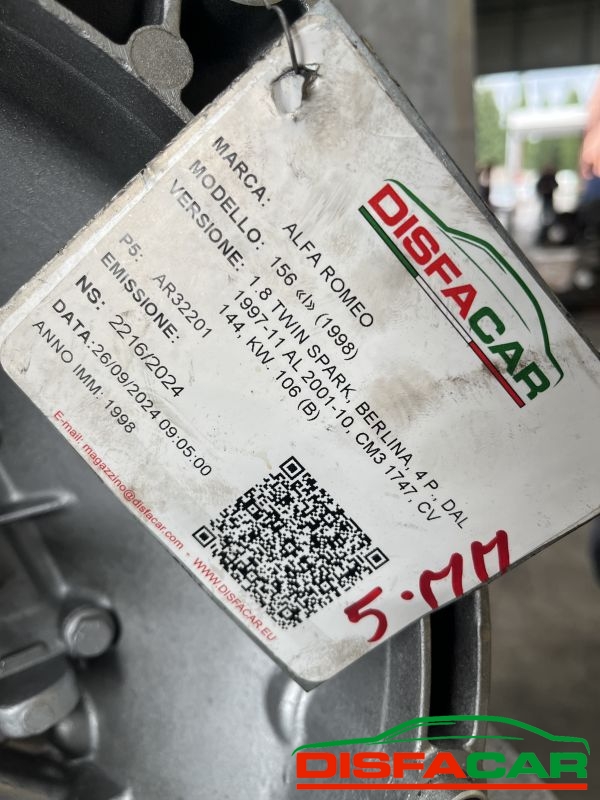 MARCA: ALFA ROMEO
MODELLO: 156 «I» (1998)
VERSIONE: 1.8 TWIN SPARK, BERLINA, 4 P., DAL
1997-11 AL 2001-10, CM3 1747, CV
144, KW. 106 (B)
P5: AR32201
EMISSIONE:
NS: 2216/2024
DATA: 26/09/2024 09:05:00
ANNO IMM: 1998
E-mail: magazzino@disfacar.com - WWW.DISFACAR.EU
DISFACAR
DISFACAR